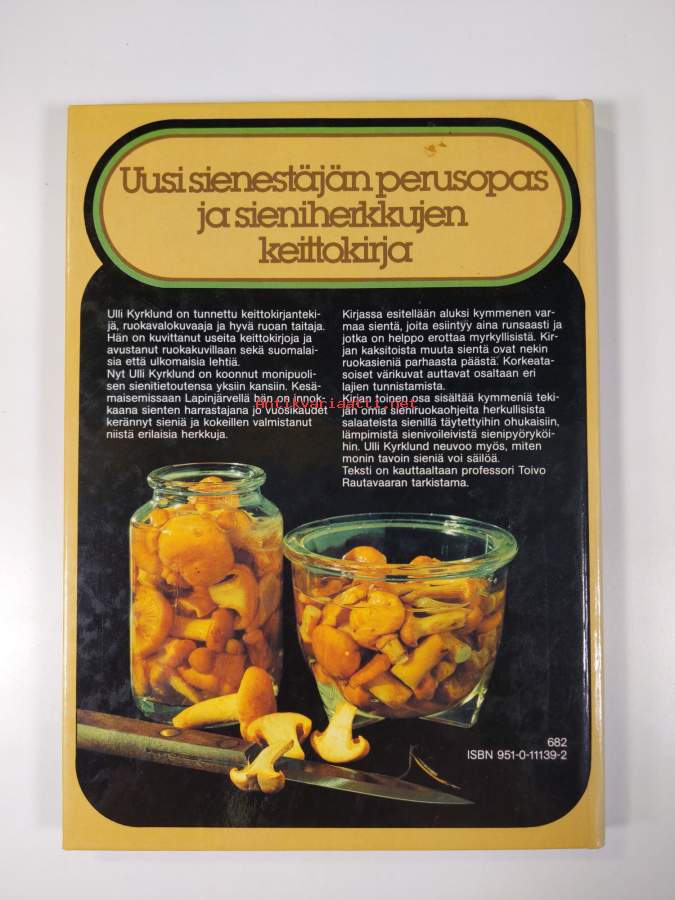 Uusi sienestäjän perusopas
ja sieniherkkujen
keittokirja
Ulli Kyrklund on tunnettu keittokirjanteki-
jä, ruokavalokuvaaja ja hyvä ruoan taitaja.
Hän on kuvittanut useita keittokirjoja ja
avustanut ruokakuvillaan sekä suomalai-
sia että ulkomaisia lehtiä.
Nyt Ulli Kyrklund on koonnut monipuoli-
sen sienitietoutensa yksiin kansiin. Kesä-
maisemissaan Lapinjärvellä hän on innok-
kaana sienten harrastajana jo vuosikaudet
kerännyt sieniä ja kokeillen valmistanut
niistä erilaisia herkkuja.
Kirjassa esitellään aluksi kymmenen var-
maa sientä, joita esiintyy aina runsaasti ja
jotka on helppo erottaa myrkyllisistä. Kir-
jan kaksitoista muuta sientä ovat nekin
ruokasieniä parhaasta päästä. Korkeata-
soiset värikuvat auttavat osaltaan eri
lajien tunnistamista.
Kirjan toinen osa sisältää kymmeniä teki-
jän omia sieniruokaohjeita herkullisista
salaateista sienillä täytettyihin ohukaisiin,
lämpimistä sienivoileivistä sienipyöryköi-
hin. Ulli Kyrklund neuvoo myös, miten
monin tavoin sieniä voi säilöä.
Teksti on kauttaaltaan professori Toivo
Rautavaaran tarkistama.
Antikvariaatti.net
682
ISBN 951-0-11139-2